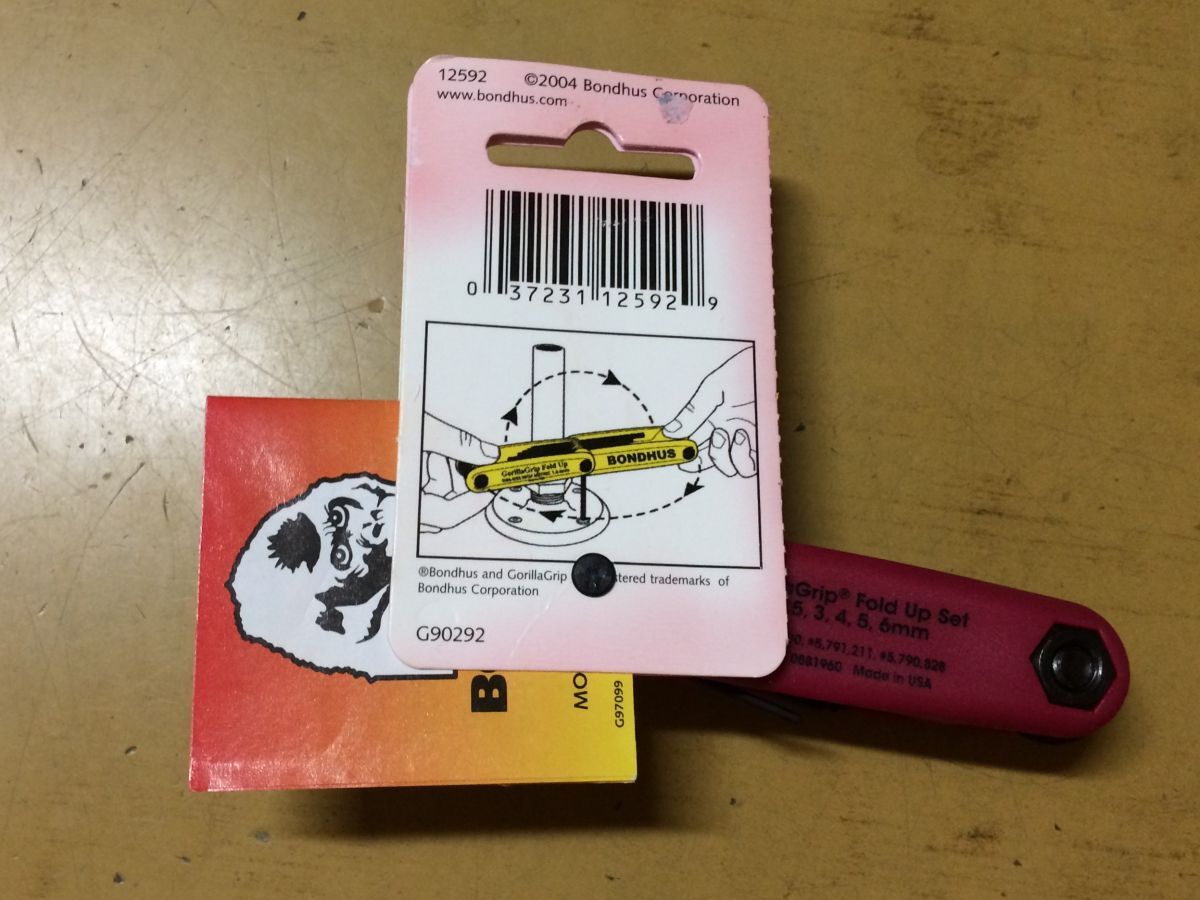 12592 ©2004 Bondhus Corporation
www.bondhus.com
0 37231 12592 9
GorillaGrip Fold Up
BONDHUS
®Bondhus and GorillaGrip trademarks of
Bondhus Corporation
G90292
Grip® Fold Up Set
5, 3, 4, 5, 6mm
#5,791,211, #5,790,828
0881960 Made in USA
B
MO
G97099